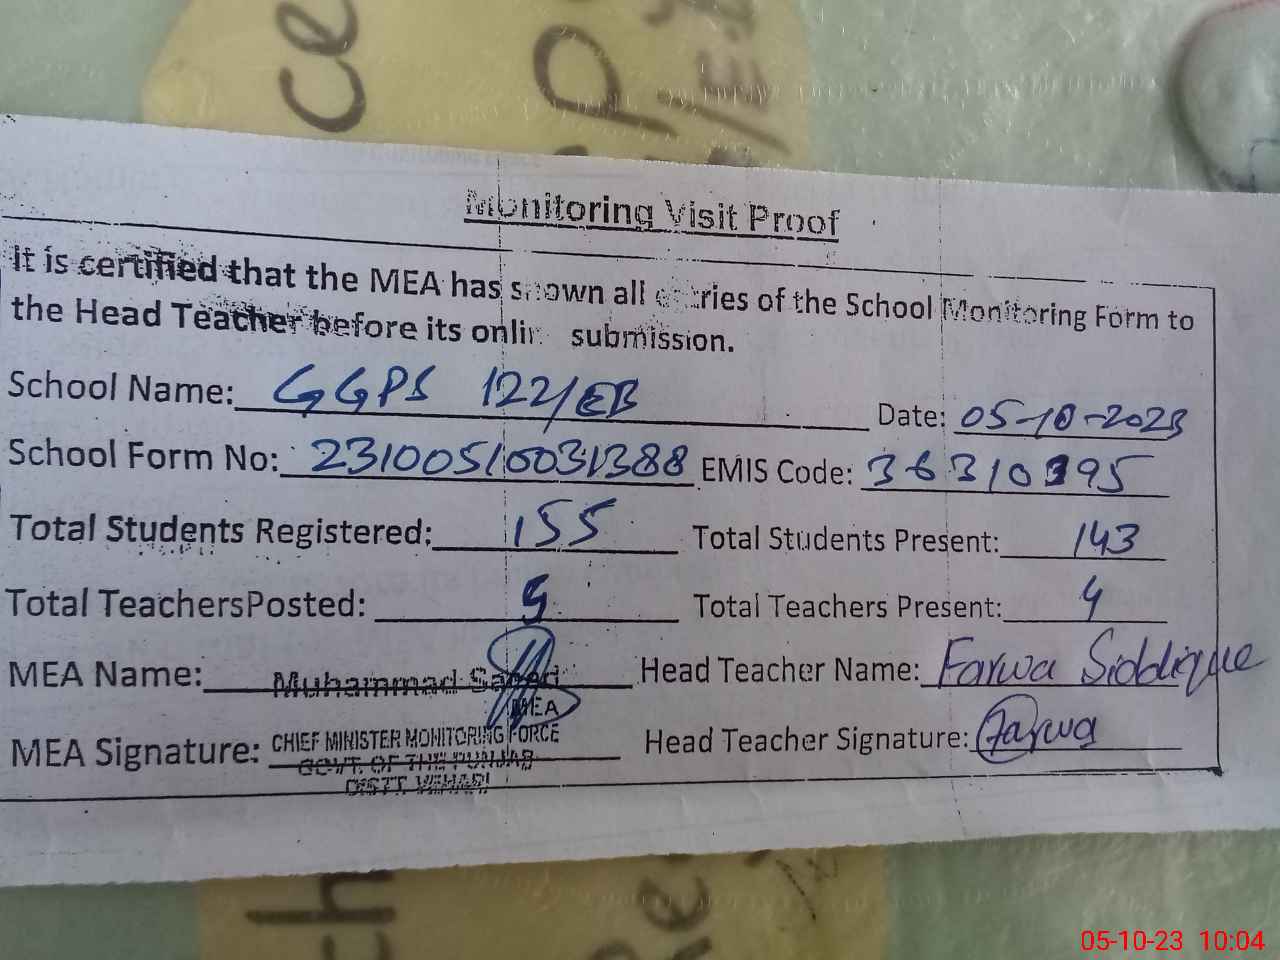 Ce
Monitoring Visit Proof
It is certified that the MEA has shown all entries of the School Monitoring Form to
the Head Teacher before its online submission.
School Name: GGPS 122/EB Date: 05-10-2023
School Form No: 23100510031388 EMIS Code: 36310395
Total Students Registered: 155 Total Students Present: 143
Total TeachersPosted: Total Teachers Present: 4
MEA Name: Muhammad Saeed Head Teacher Name: Farwa Siddique
MEA
MEA Signature: CHIEF MINISTER MONITORING FORCE Head Teacher Signature: Farwa
GOVT. OF THE PUNJAB
DISTT. VEHARI
ch
Re
05-10-23 10:04